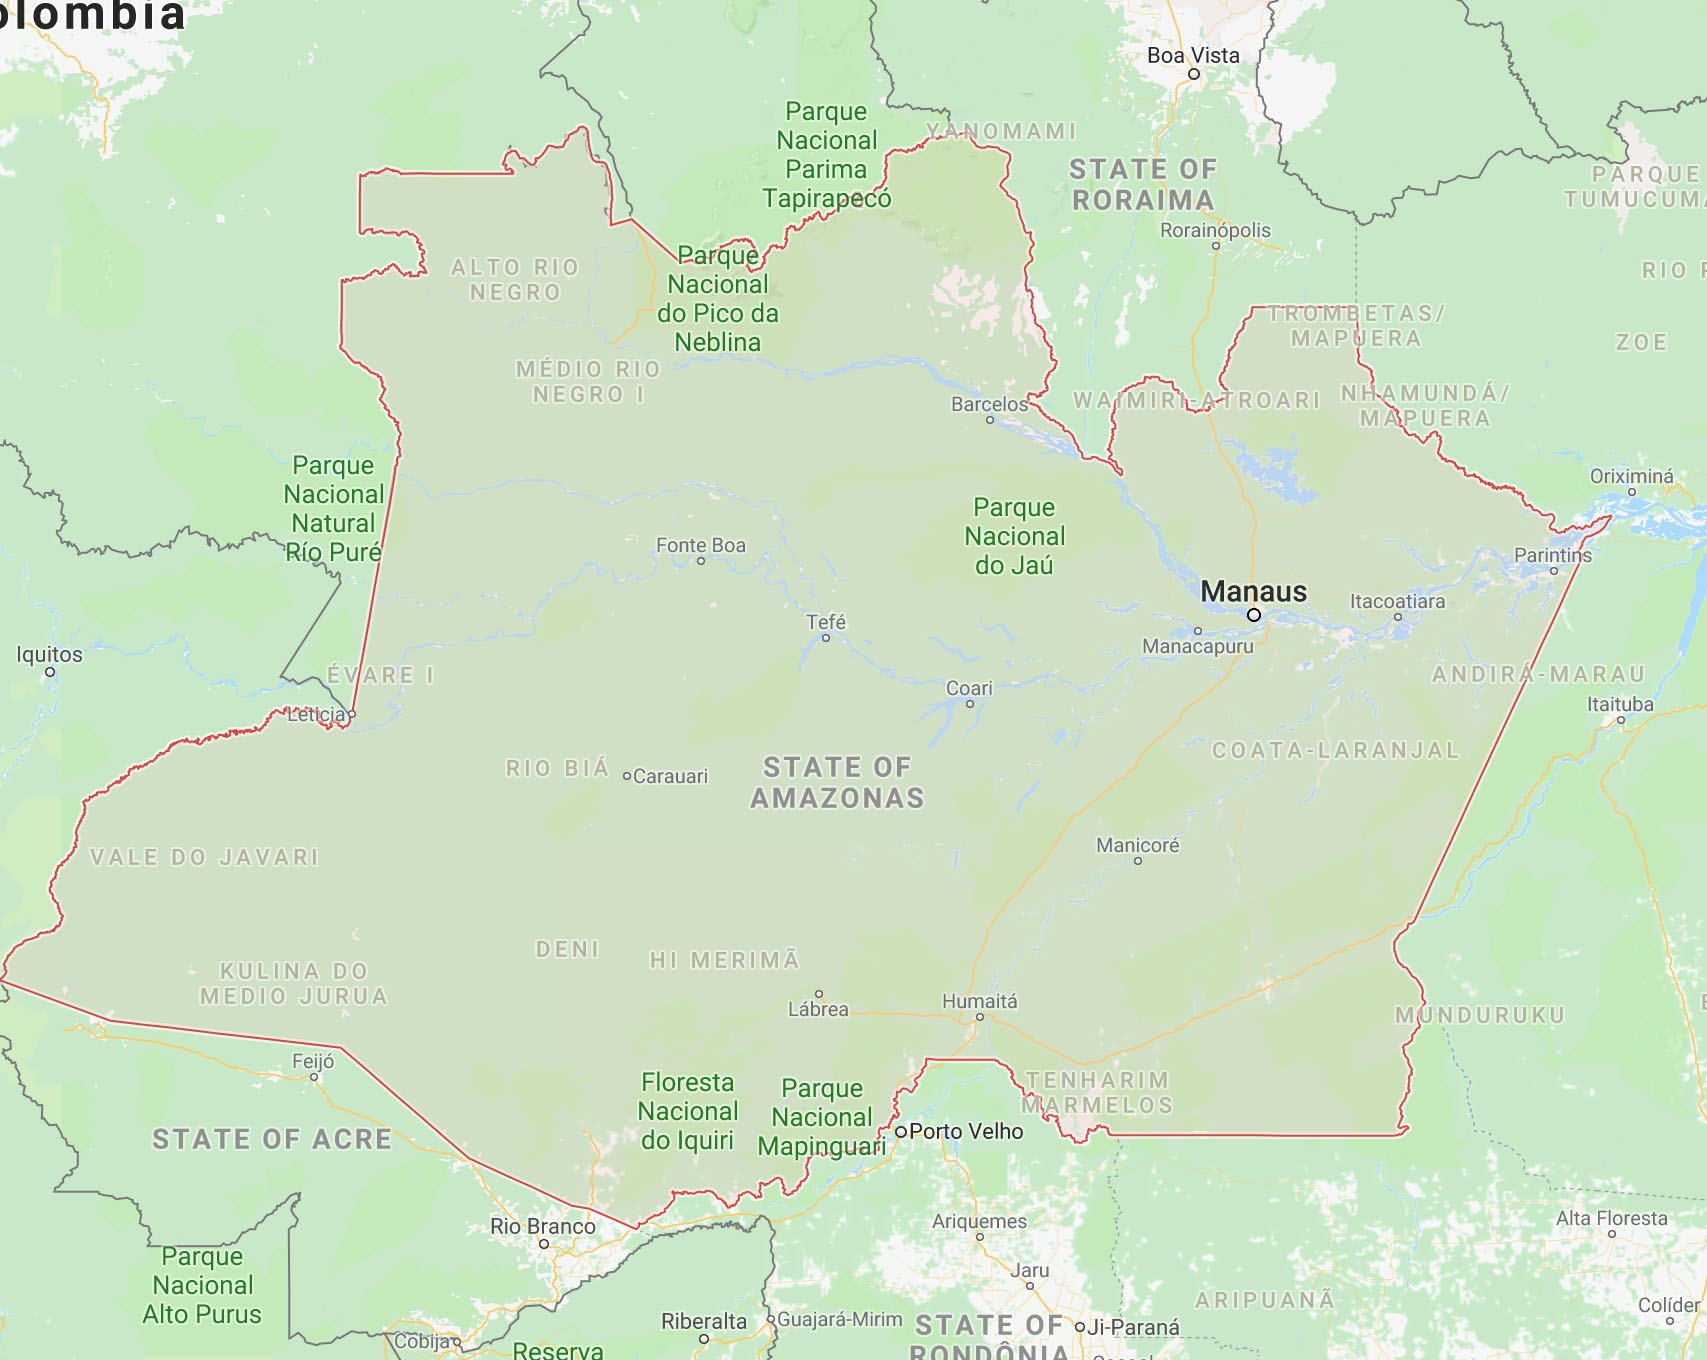 olombia
Boa Vista
Parque
Nacional
Parima
Tapirapecó
YANOMAMI
STATE OF
RORAIMA
PARQUE
TUMUCUMA
Rorainópolis
Parque
Nacional
do Pico da
Neblina
ALTO RIO
NEGRO
RIO P
TROMBETAS/
MAPUERA
ZOE
MÉDIO RIO
NEGRO I
Barcelos
WAIMIRI-ATROARI
NHAMUNDÁ/
MAPUERA
Parque
Nacional
Natural
Río Puré
Oriximiná
Parque
Nacional
do Jaú
Fonte Boa
Parintins
Manaus
Itacoatiara
Tefé
Manacapuru
Iquitos
ÉVARE I
ANDIRÁ-MARAU
Coari
Itaituba
Leticia
COATA-LARANJAL
RIO BIÁ
Carauari
STATE OF
AMAZONAS
Manicoré
VALE DO JAVARI
DENI
HI MERIMÃ
KULINA DO
MEDIO JURUA
Lábrea
Humaitá
MUNDURUKU
Feijó
Floresta
Nacional
do Iquiri
Parque
Nacional
Mapinguari
TENHARIM
MARMELOS
STATE OF ACRE
Porto Velho
Rio Branco
Ariquemes
Alta Floresta
Parque
Nacional
Alto Purus
Jaru
ARIPUANÃ
Colíder
Riberalta
Guajará-Mirim
STATE OF
RONDÔNIA
Ji-Paraná
Cobija
Reserva